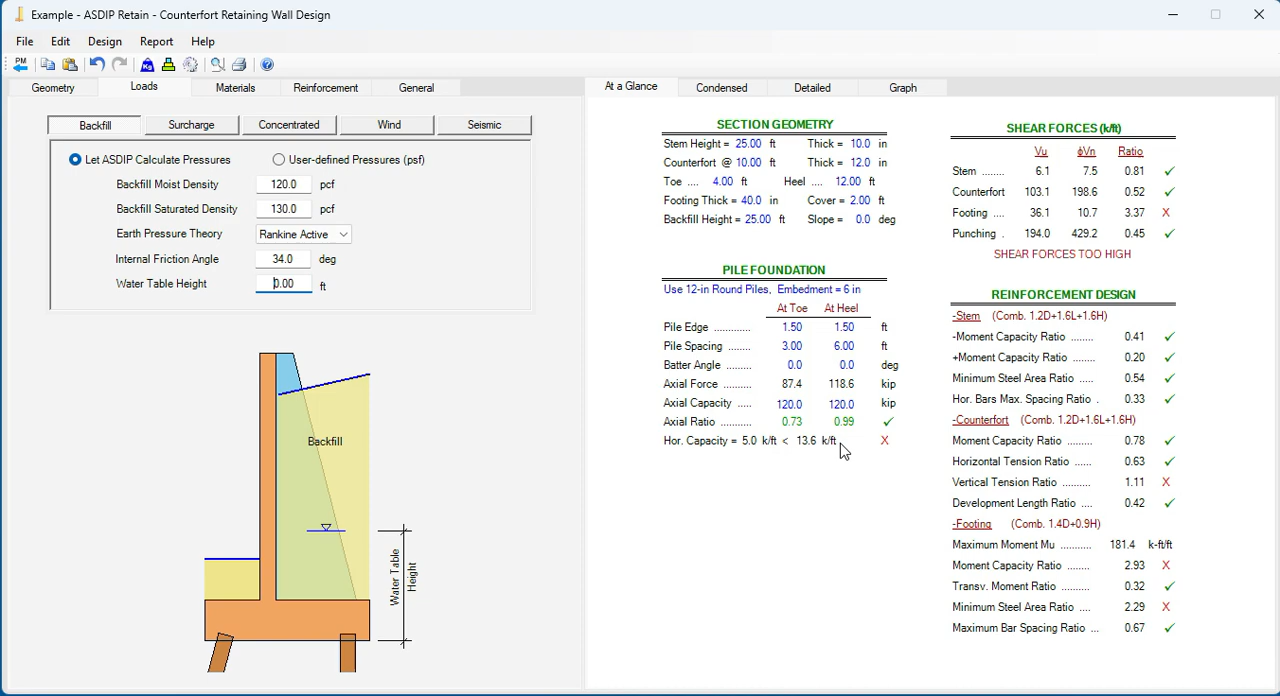 Example - ASDIP Retain - Counterfort Retaining Wall Design
File Edit Design Report Help
PM Kg ?
Geometry Loads Materials Reinforcement General
Backfill Surcharge Concentrated Wind Seismic
Let ASDIP Calculate Pressures User-defined Pressures (psf)
Backfill Moist Density 120.0 pcf
Backfill Saturated Density 130.0 pcf
Earth Pressure Theory Rankine Active
Internal Friction Angle 34.0 deg
Water Table Height 0.00 ft
Backfill
Water Table
Height
At a Glance Condensed Detailed Graph
SECTION GEOMETRY
Stem Height = 25.00 ft Thick = 10.0 in
Counterfort @ 10.00 ft Thick = 12.0 in
Toe .... 4.00 ft Heel .... 12.00 ft
Footing Thick = 40.0 in Cover = 2.00 ft
Backfill Height = 25.00 ft Slope = 0.0 deg
PILE FOUNDATION
Use 12-in Round Piles, Embedment = 6 in
At Toe At Heel
Pile Edge ............ 1.50 1.50 ft
Pile Spacing ........ 3.00 6.00 ft
Batter Angle ........ 0.0 0.0 deg
Axial Force .......... 87.4 118.6 kip
Axial Capacity ..... 120.0 120.0 kip
Axial Ratio ........... 0.73 0.99 ✓
Hor. Capacity = 5.0 k/ft < 13.6 k/ft X
SHEAR FORCES (k/ft)
Vu ϕVn Ratio
Stem ........ 6.1 7.5 0.81 ✓
Counterfort 103.1 198.6 0.52 ✓
Footing .... 36.1 10.7 3.37 X
Punching . 194.0 429.2 0.45 ✓
SHEAR FORCES TOO HIGH
REINFORCEMENT DESIGN
-Stem (Comb. 1.2D+1.6L+1.6H)
-Moment Capacity Ratio ........ 0.41 ✓
+Moment Capacity Ratio ........ 0.20 ✓
Minimum Steel Area Ratio ..... 0.54 ✓
Hor. Bars Max. Spacing Ratio . 0.33 ✓
-Counterfort (Comb. 1.2D+1.6L+1.6H)
Moment Capacity Ratio ........ 0.78 ✓
Horizontal Tension Ratio ...... 0.63 ✓
Vertical Tension Ratio .......... 1.11 X
Development Length Ratio .... 0.42 ✓
-Footing (Comb. 1.4D+0.9H)
Maximum Moment Mu ........... 181.4 k-ft/ft
Moment Capacity Ratio ........ 2.93 X
Transv. Moment Ratio .......... 0.32 ✓
Minimum Steel Area Ratio .... 2.29 X
Maximum Bar Spacing Ratio ... 0.67 ✓